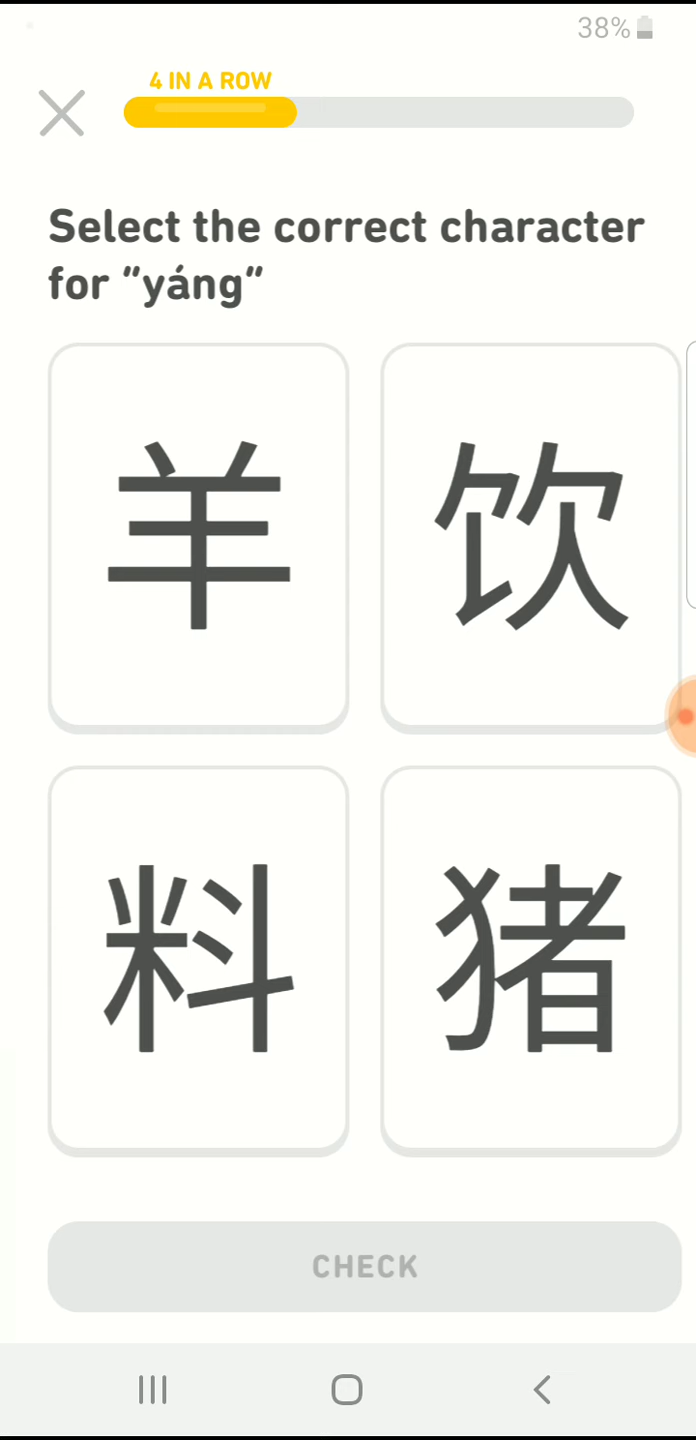 38%
4 IN A ROW
Select the correct character
for "yáng"
羊
饮
料
猪
CHECK